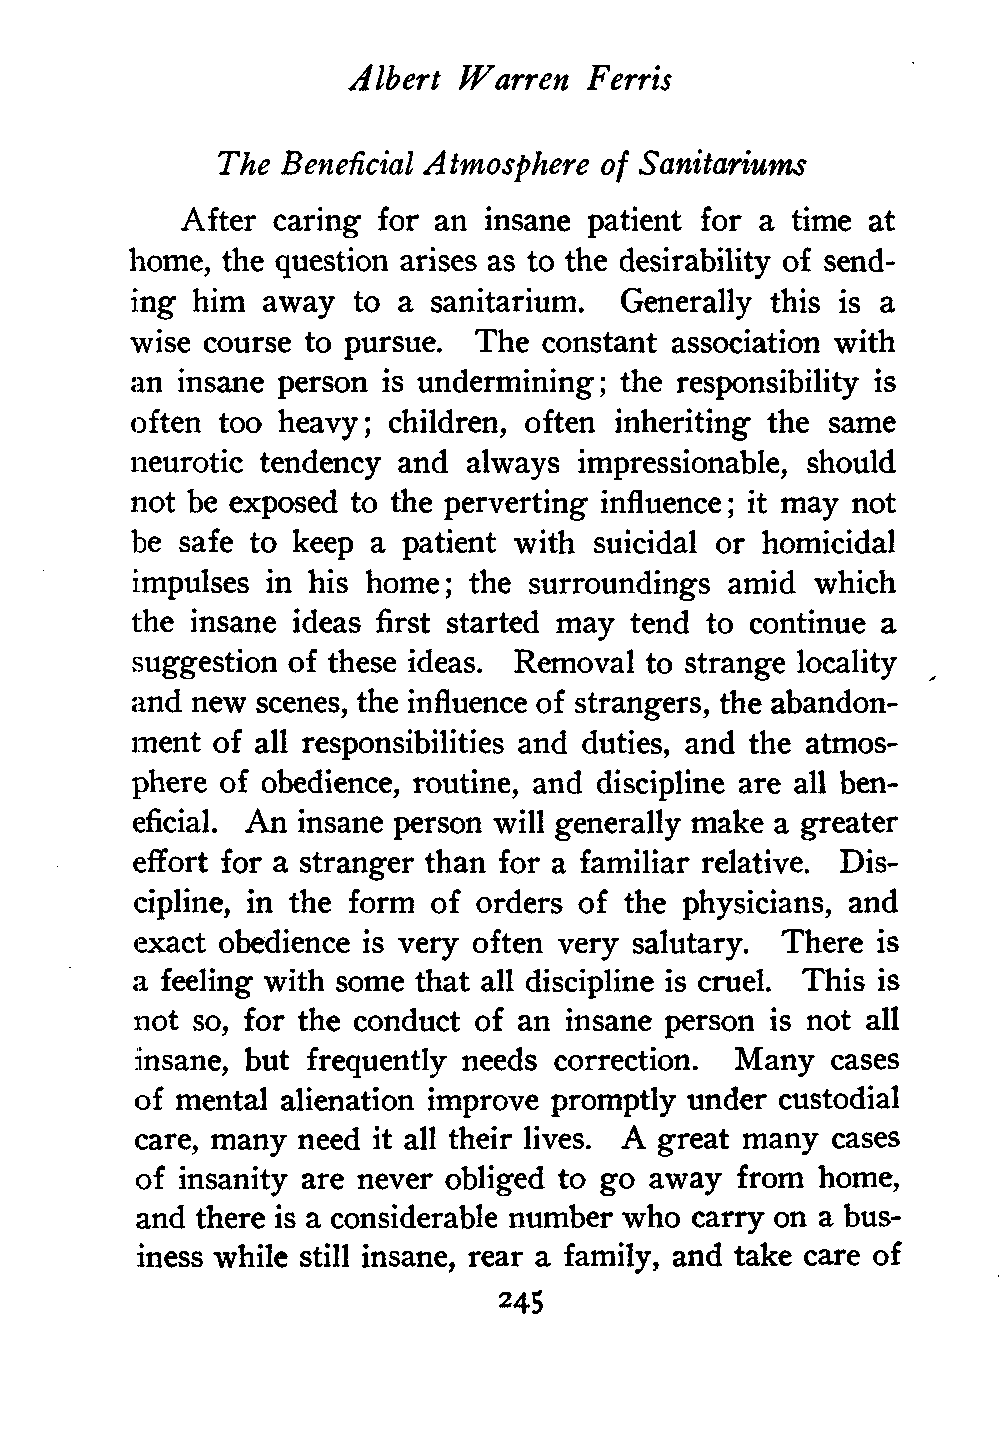 Albert Warren Ferris
The Beneficial Atmosphere of Sanitariums
After caring for an insane patient for a time at
home, the question arises as to the desirability of send-
ing him away to a sanitarium. Generally this is a
wise course to pursue. The constant association with
an insane person is undermining; the responsibility is
often too heavy; children, often inheriting the same
neurotic tendency and always impressionable, should
not be exposed to the perverting influence; it may not
be safe to keep a patient with suicidal or homicidal
impulses in his home; the surroundings amid which
the insane ideas first started may tend to continue a
suggestion of these ideas. Removal to strange locality
and new scenes, the influence of strangers, the abandon-
ment of all responsibilities and duties, and the atmos-
phere of obedience, routine, and discipline are all ben-
eficial. An insane person will generally make a greater
effort for a stranger than for a familiar relative. Dis-
cipline, in the form of orders of the physicians, and
exact obedience is very often very salutary. There is
a feeling with some that all discipline is cruel. This is
not so, for the conduct of an insane person is not all
insane, but frequently needs correction. Many cases
of mental alienation improve promptly under custodial
care, many need it all their lives. A great many cases
of insanity are never obliged to go away from home,
and there is a considerable number who carry on a bus-
iness while still insane, rear a family, and take care of
245